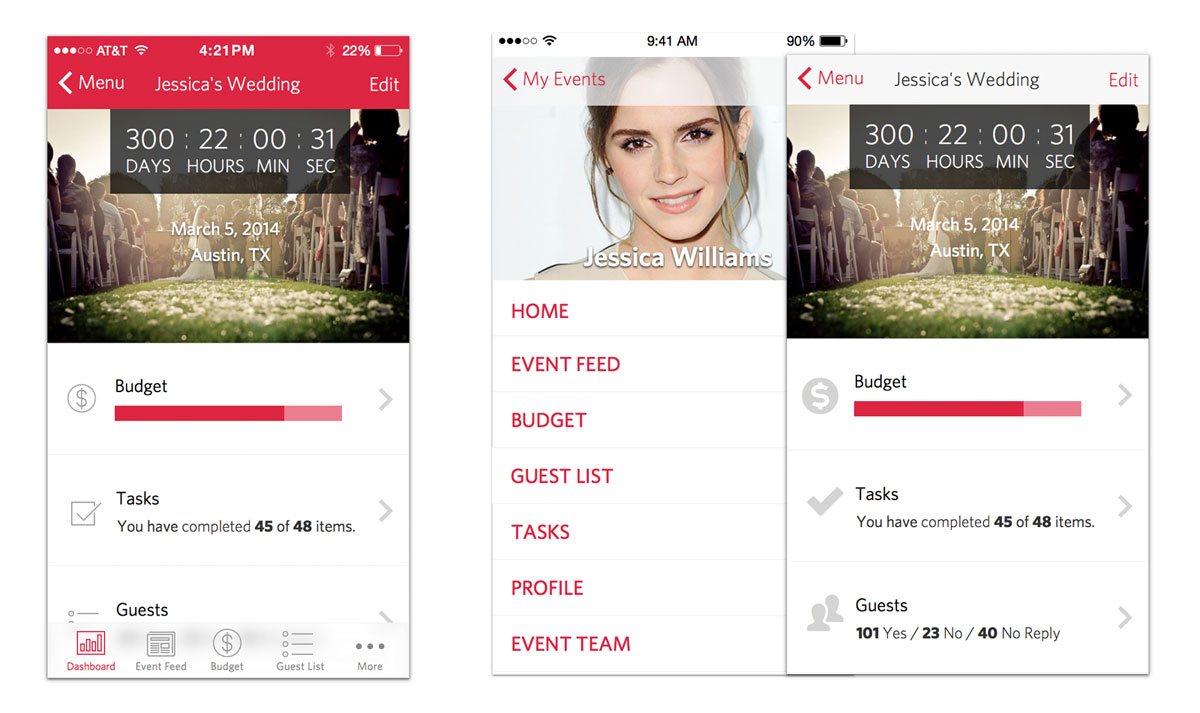 AT&T 4:21PM 22%
Menu Jessica's Wedding Edit
300 : 22 : 00 : 31
DAYS HOURS MIN SEC
March 5, 2014
Austin, TX
Budget
Tasks
You have completed 45 of 48 items.
Guests
Dashboard Event Feed Budget Guest List More
9:41 AM 90%
My Events
Jessica Williams
HOME
EVENT FEED
BUDGET
GUEST LIST
TASKS
PROFILE
EVENT TEAM
Menu Jessica's Wedding Edit
300 : 22 : 00 : 31
DAYS HOURS MIN SEC
March 5, 2014
Austin, TX
Budget
Tasks
You have completed 45 of 48 items.
Guests
101 Yes / 23 No / 40 No Reply